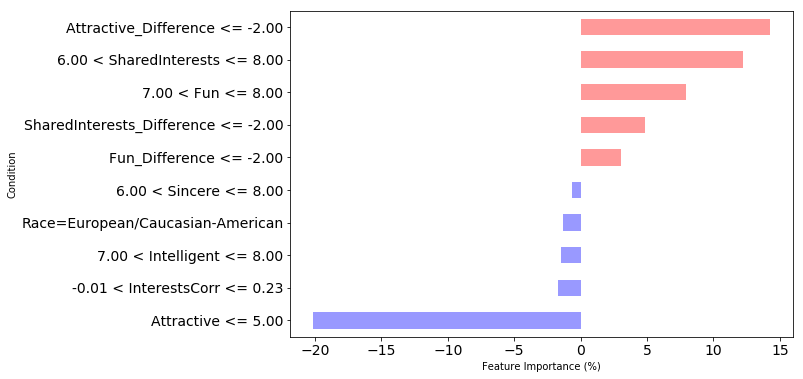 Attractive_Difference <= -2.00
6.00 < SharedInterests <= 8.00
7.00 < Fun <= 8.00
SharedInterests_Difference <= -2.00
Fun_Difference <= -2.00
6.00 < Sincere <= 8.00
Race=European/Caucasian-American
7.00 < Intelligent <= 8.00
-0.01 < InterestsCorr <= 0.23
Attractive <= 5.00
Condition
−20 −15 −10 −5 0 5 10 15
Feature Importance (%)